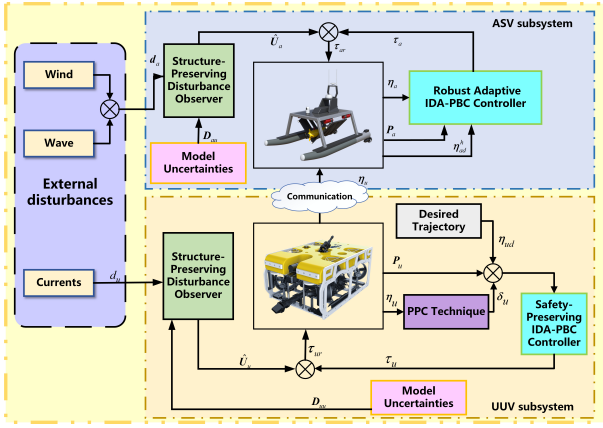 ASV subsystem
Wind
Wave
External
disturbances
Currents
d_a
d_u
Structure-
Preserving
Disturbance
Observer
Û_a
τ_ar
τ_a
D_au
Model
Uncertainties
η_a
P_a
η_ad^h
Robust Adaptive
IDA-PBC Controller
η_u
Communication
Structure-
Preserving
Disturbance
Observer
Desired
Trajectory
η_ud
P_u
η_u
PPC Technique
δ_u
Safety-
Preserving
IDA-PBC
Controller
Û_u
τ_ur
τ_u
D_uu
Model
Uncertainties
UUV subsystem